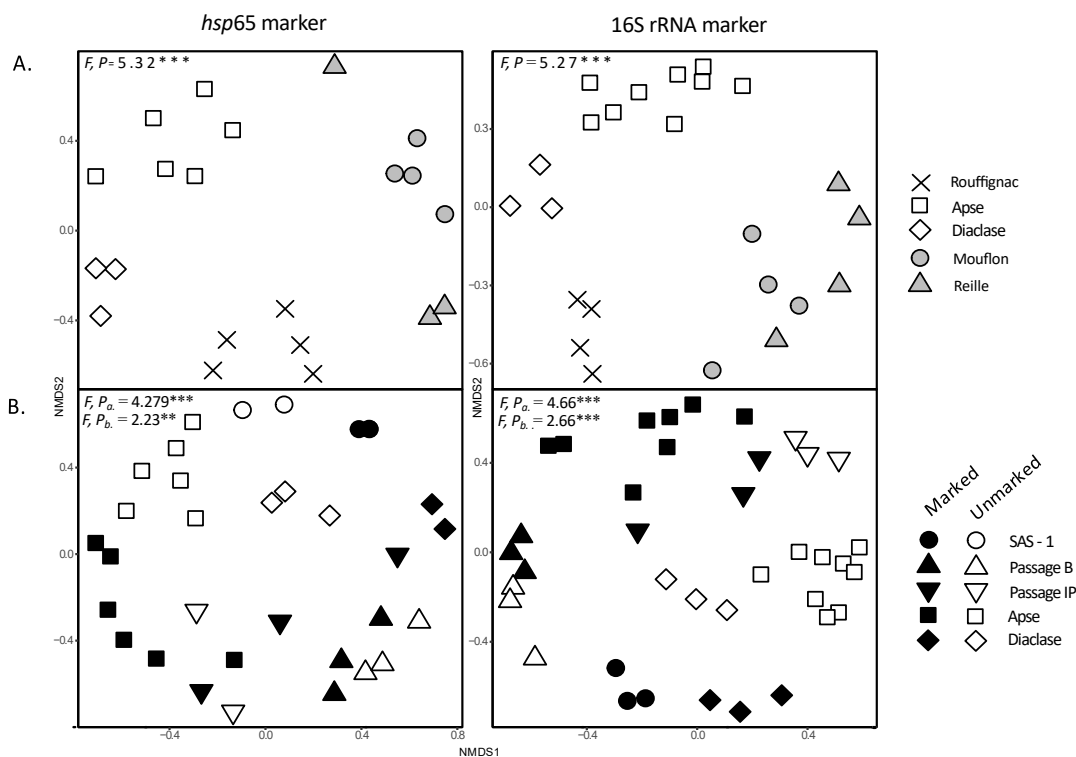 hsp65 marker
16S rRNA marker
A.
F, P= 5.32***
F, P = 5.27***
0.4
0.0
−0.4
0.3
0.0
−0.3
−0.6
Rouffignac
Apse
Diaclase
Mouflon
Reille
NMDS2
NMDS2
B.
F, Pa. = 4.279***
F, Pb. = 2.23**
F, Pa. = 4.66***
F, Pb. = 2.66***
0.4
0.0
−0.4
0.4
0.0
−0.4
Marked
Unmarked
SAS - 1
Passage B
Passage IP
Apse
Diaclase
−0.4
0.0
0.4
0.8
−0.4
0.0
0.4
NMDS1